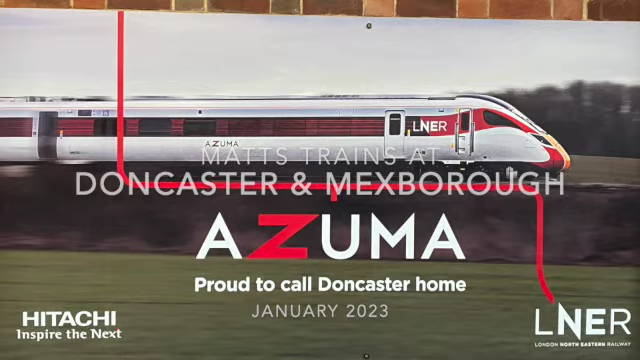 LNER
AZUMA
MATTS TRAINS AT
DONCASTER & MEXBOROUGH
AZUMA
Proud to call Doncaster home
JANUARY 2023
HITACHI
Inspire the Next
LNER
LONDON NORTH EASTERN RAILWAY